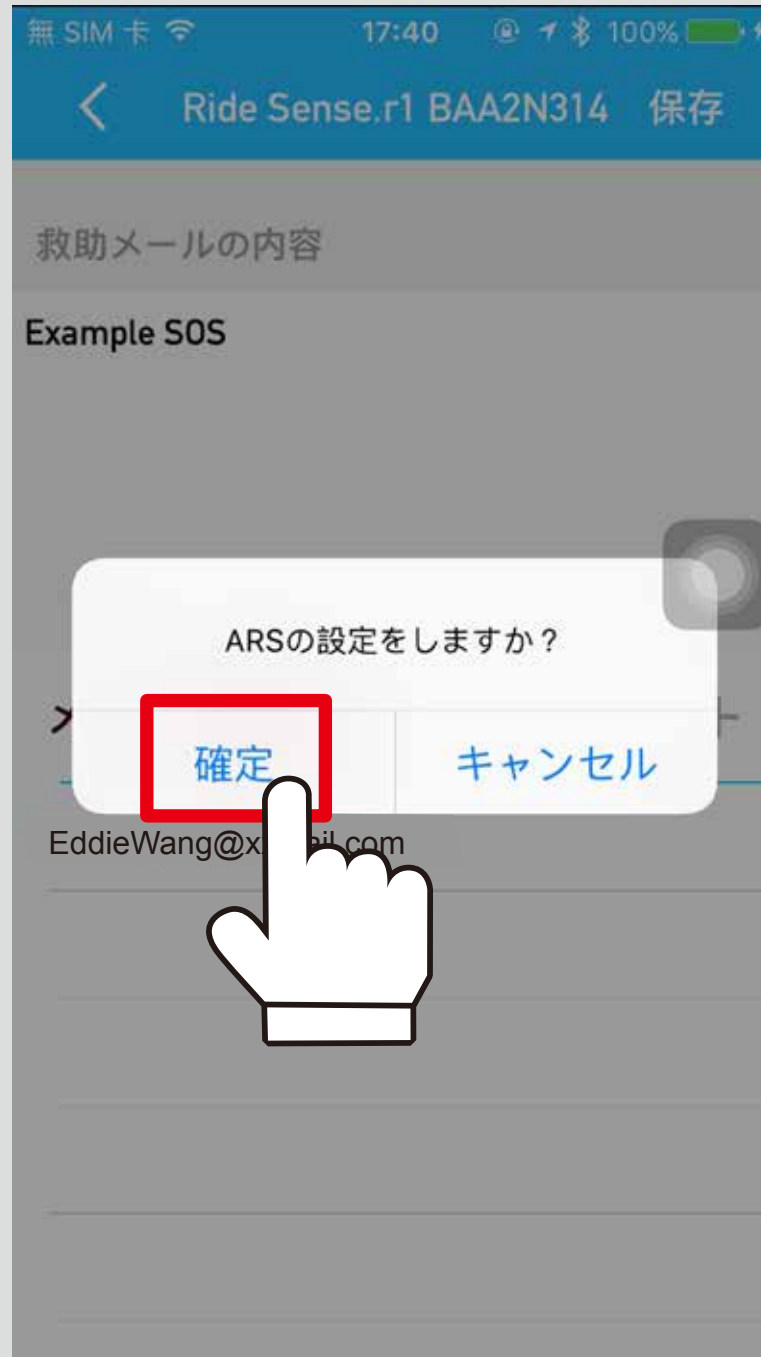 無 SIM 卡 17:40 100%
Ride Sense.r1 BAA2N314 保存
救助メールの内容
Example SOS
ARSの設定をしますか？
確定 キャンセル